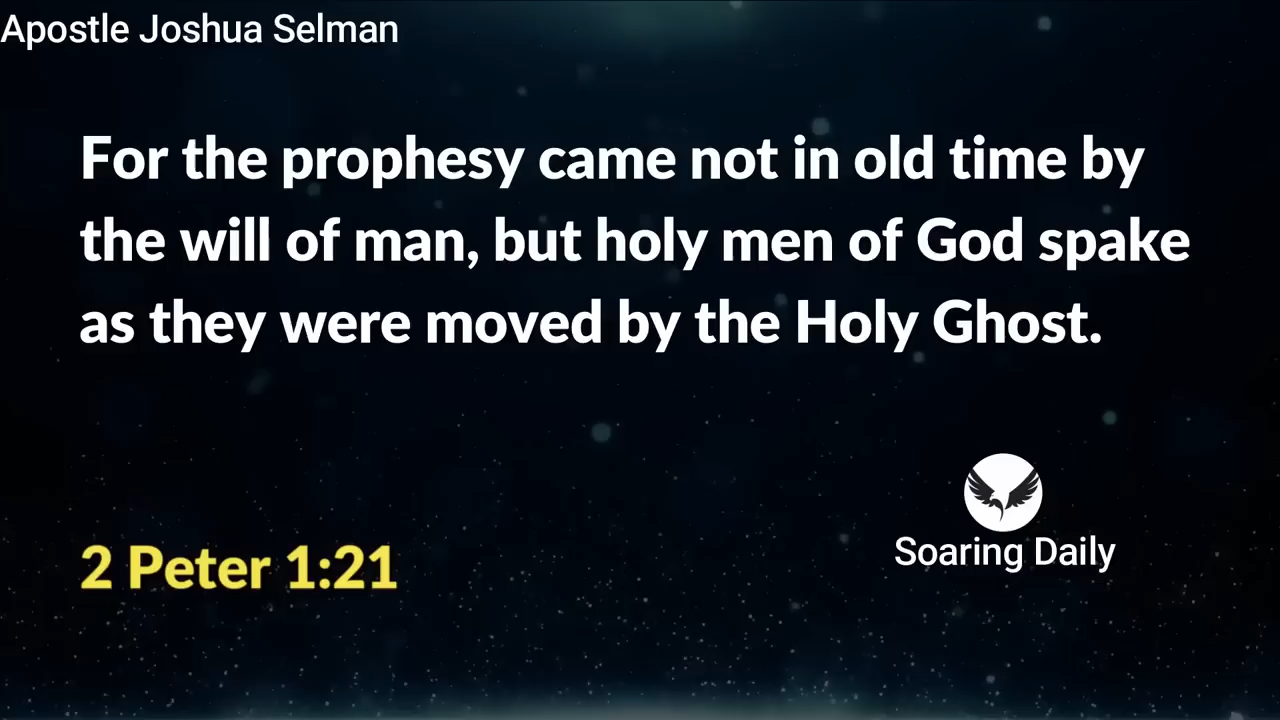 Apostle Joshua Selman
For the prophesy came not in old time by
the will of man, but holy men of God spake
as they were moved by the Holy Ghost.
2 Peter 1:21
Soaring Daily